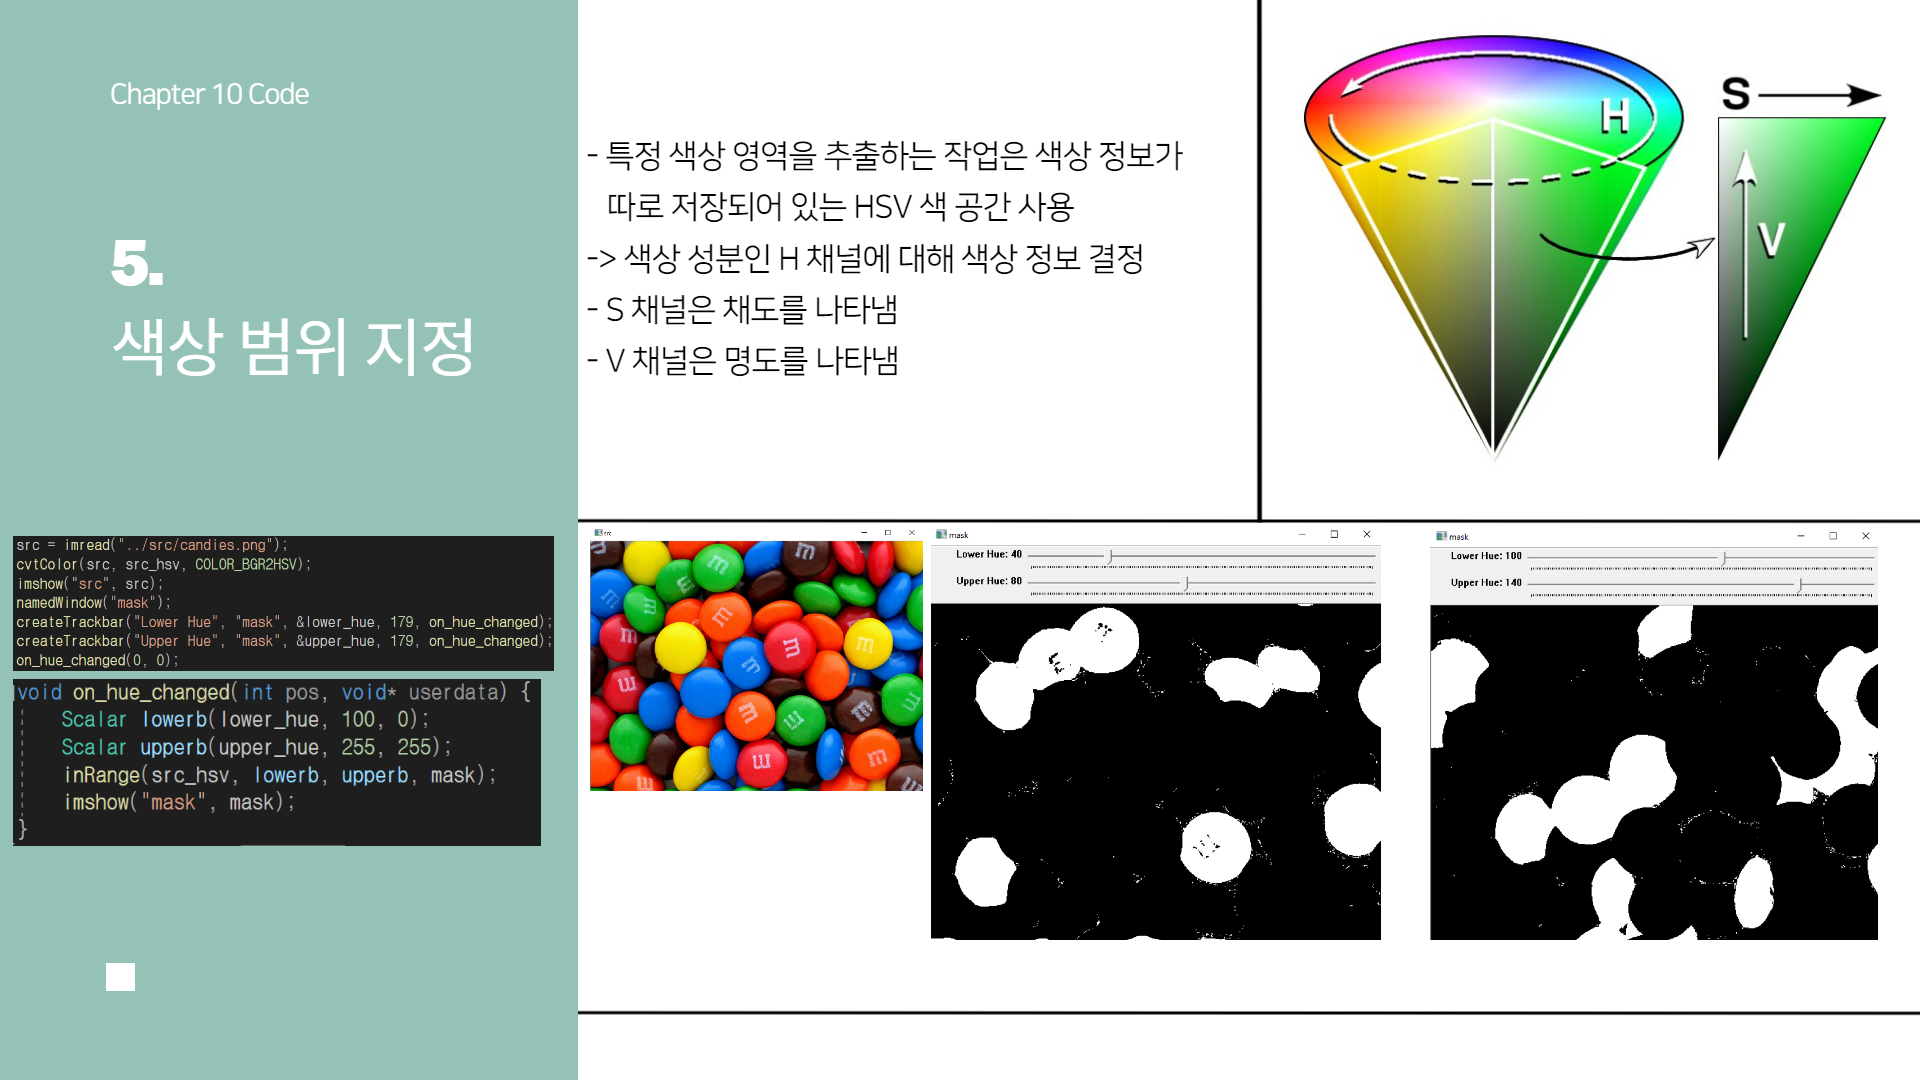 Chapter 10 Code
5.
색상 범위 지정
src = imread("../src/candies.png");
cvtColor(src, src_hsv, COLOR_BGR2HSV);
imshow("src", src);
namedWindow("mask");
createTrackbar("Lower Hue", "mask", &lower_hue, 179, on_hue_changed);
createTrackbar("Upper Hue", "mask", &upper_hue, 179, on_hue_changed);
on_hue_changed(0, 0);
void on_hue_changed(int pos, void* userdata) {
Scalar lowerb(lower_hue, 100, 0);
Scalar upperb(upper_hue, 255, 255);
inRange(src_hsv, lowerb, upperb, mask);
imshow("mask", mask);
}
- 특정 색상 영역을 추출하는 작업은 색상 정보가
따로 저장되어 있는 HSV 색 공간 사용
-> 색상 성분인 H 채널에 대해 색상 정보 결정
- S 채널은 채도를 나타냄
- V 채널은 명도를 나타냄
H
S
V
src
m
m
m
m
m
m
m
m
m
m
m
m
m
mask
Lower Hue: 40
Upper Hue: 80
mask
Lower Hue: 100
Upper Hue: 140